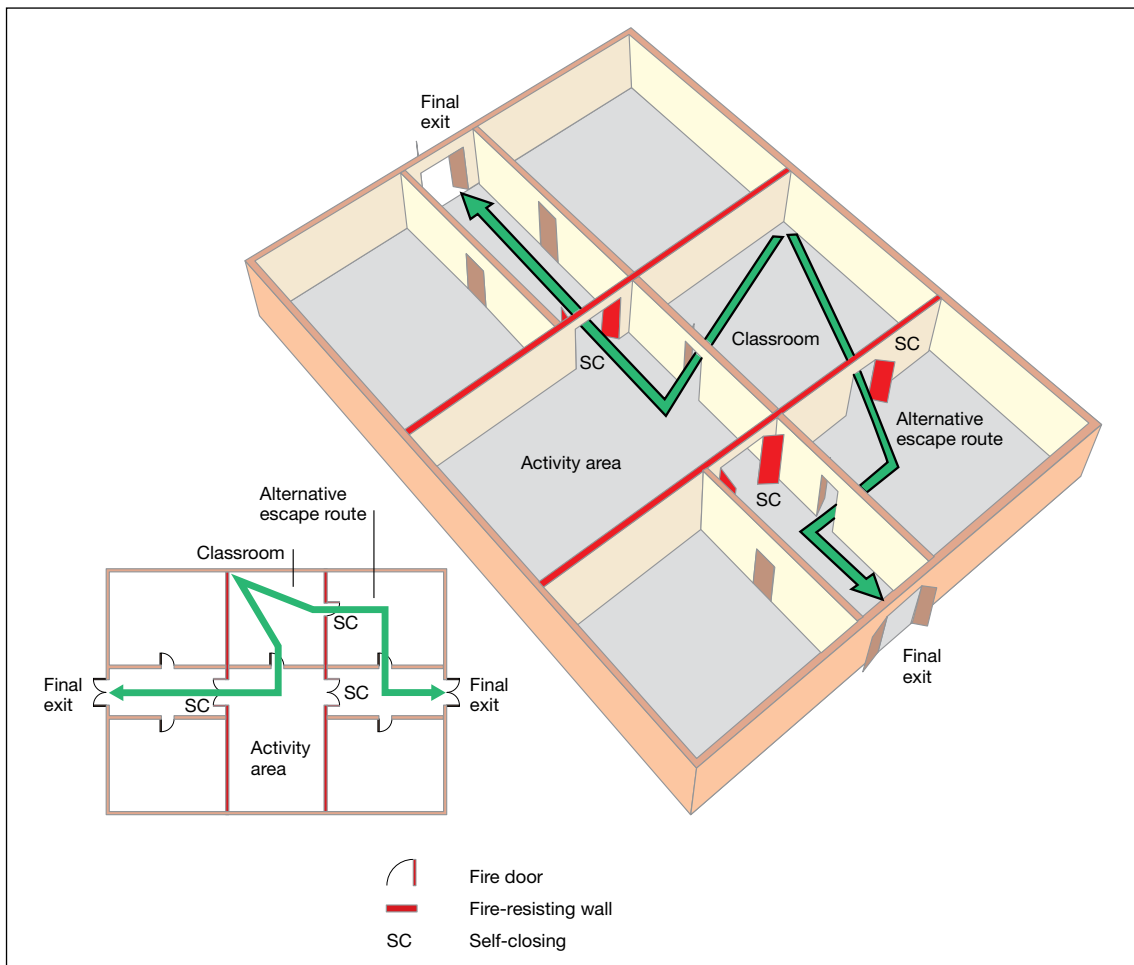 Final
exit
Classroom
SC
SC
Alternative
escape route
Activity area
SC
Final
exit
Alternative
escape route
Classroom
SC
Final
exit
SC
SC
Final
exit
Activity
area
Fire door
Fire-resisting wall
SC
Self-closing